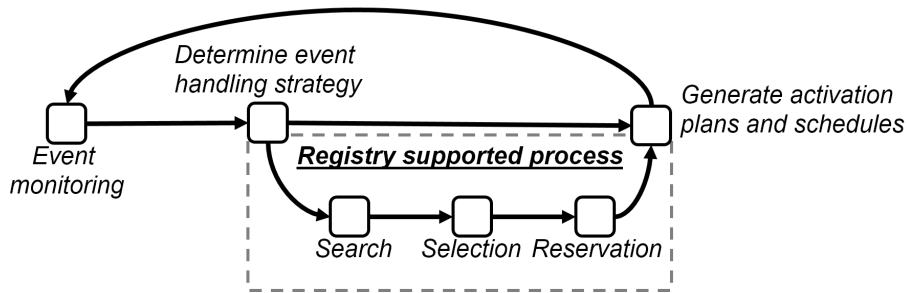 Determine event
handling strategy
Generate activation
plans and schedules
Event
monitoring
Registry supported process
Search
Selection
Reservation